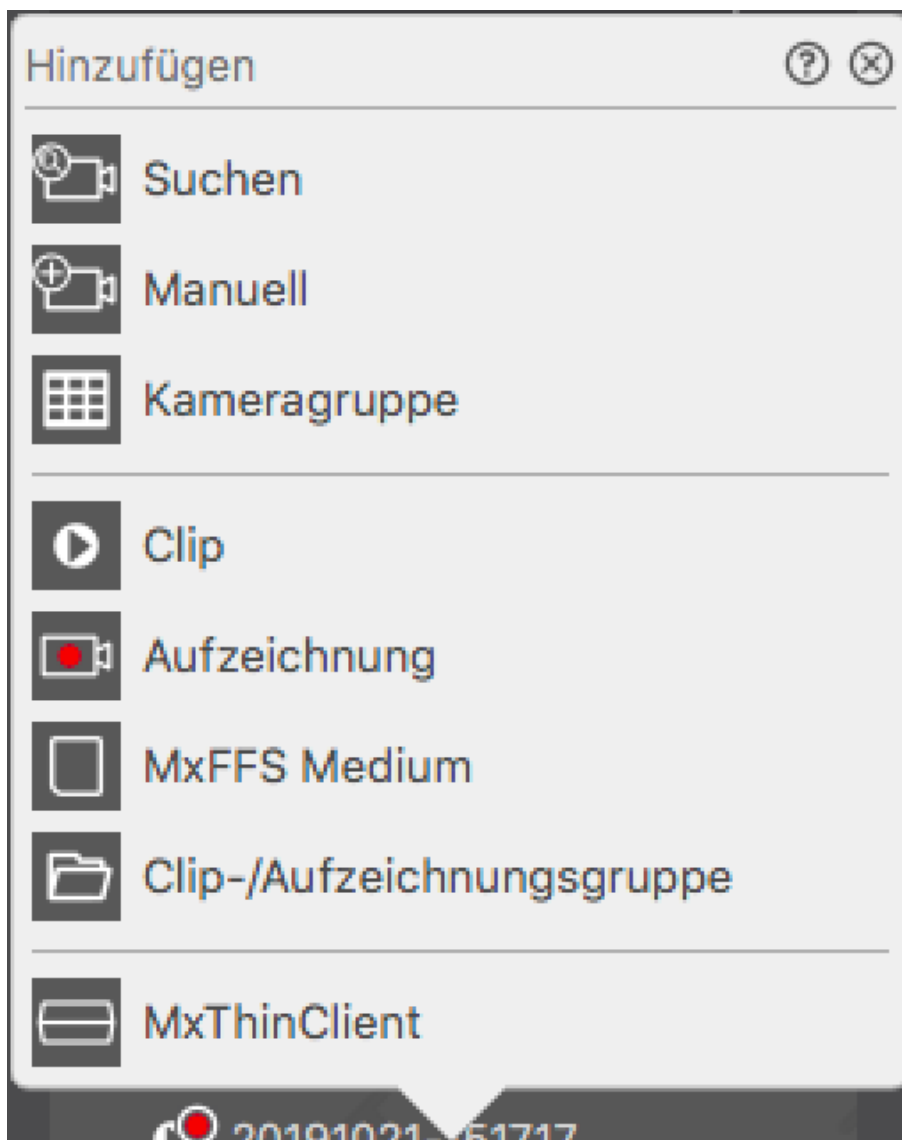 Hinzufügen
Suchen
Manuell
Kameragruppe
Clip
Aufzeichnung
MxFFS Medium
Clip-/Aufzeichnungsgruppe
MxThinClient